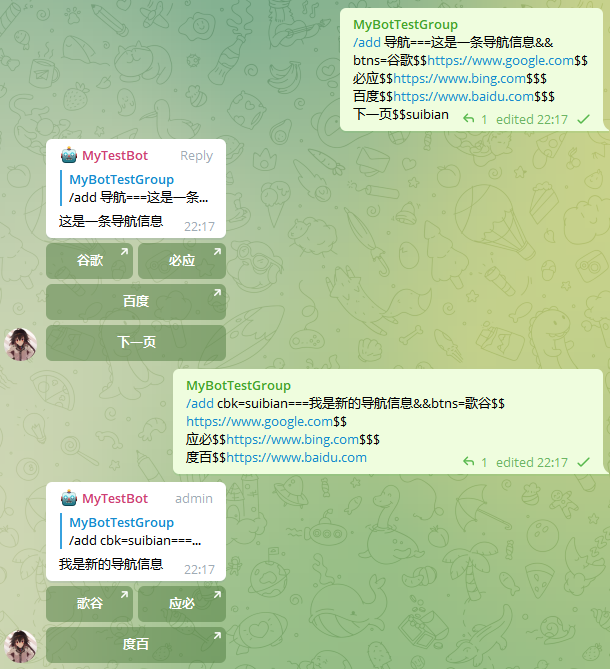 MyBotTestGroup
/add 导航===这是一条导航信息&&
btns=谷歌$$https://www.google.com$$
必应$$https://www.bing.com$$$
百度$$https://www.baidu.com$$$
下一页$$suibian
1 edited 22:17
MyTestBot Reply
MyBotTestGroup
/add 导航===这是一条...
这是一条导航信息
22:17
谷歌 必应
百度
下一页
MyBotTestGroup
/add cbk=suibian===我是新的导航信息&&btns=歌谷$$
https://www.google.com$$
应必$$https://www.bing.com$$$
度百$$https://www.baidu.com
1 edited 22:17
MyTestBot admin
MyBotTestGroup
/add cbk=suibian===...
我是新的导航信息
22:17
歌谷 应必
度百